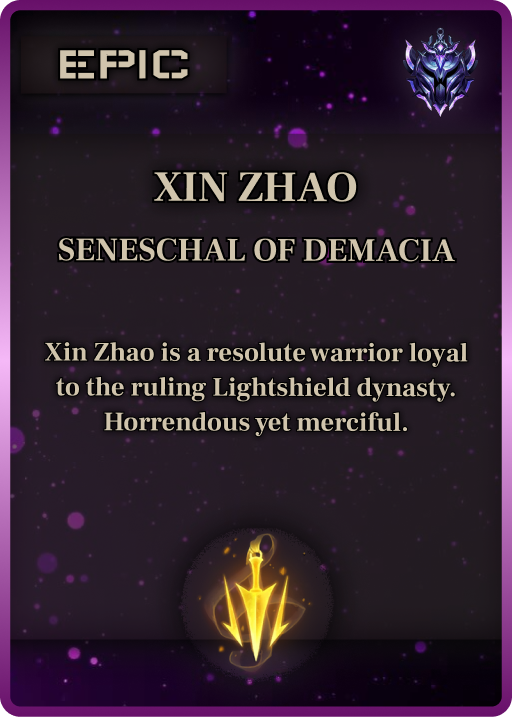 EPIC
XIN ZHAO
SENESCHAL OF DEMACIA
Xin Zhao is a resolute warrior loyal
to the ruling Lightshield dynasty.
Horrendous yet merciful.